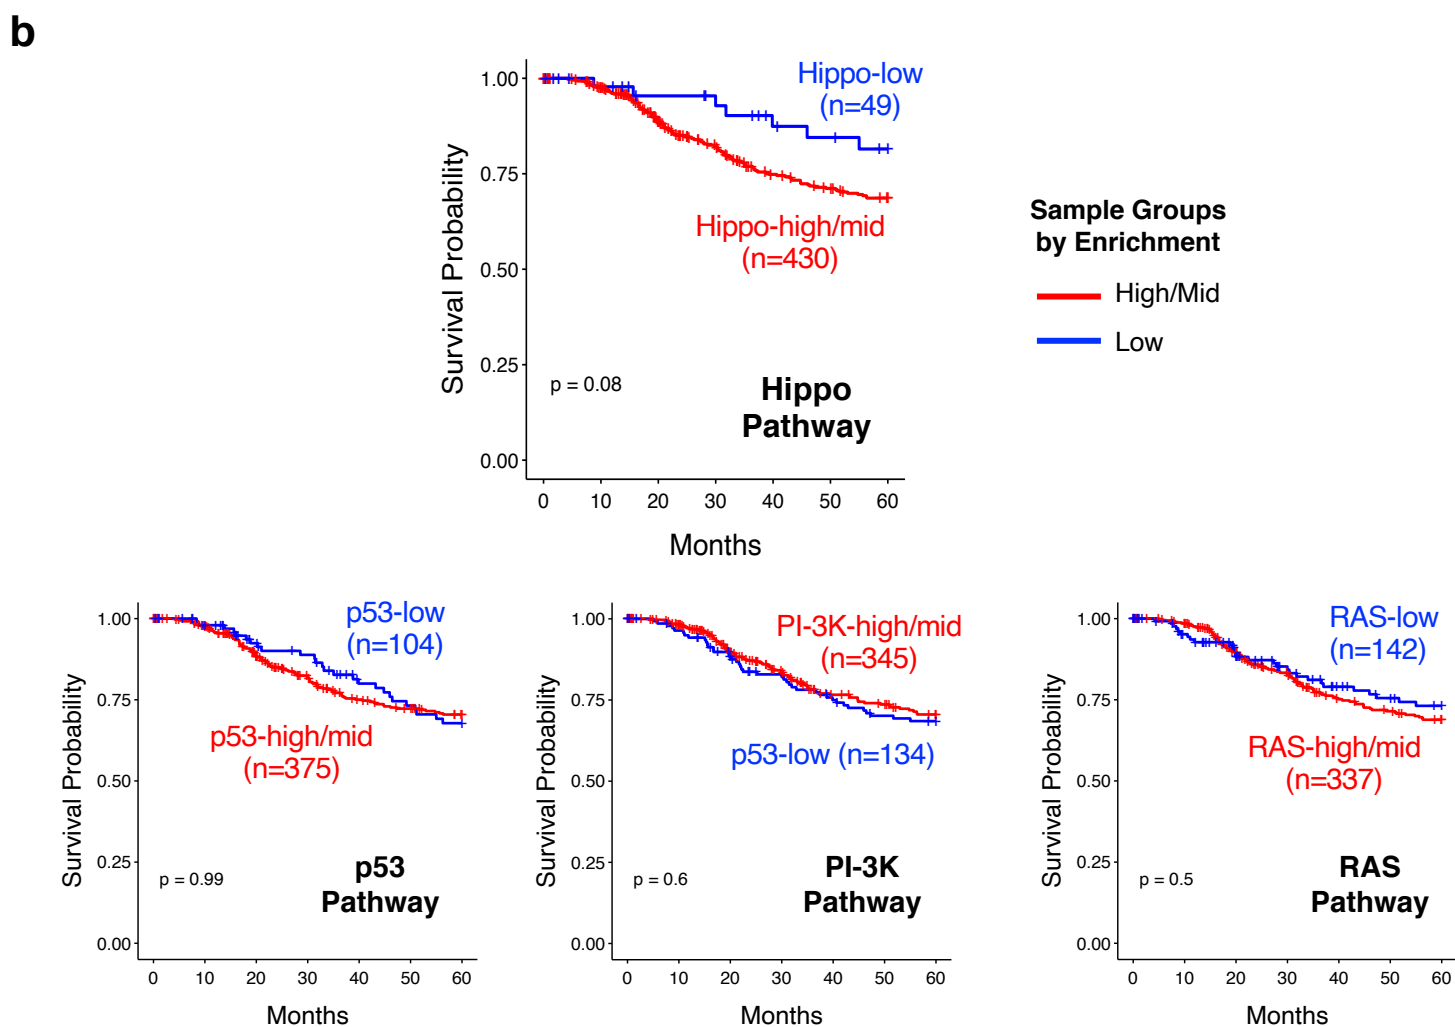 b
Hippo-low
(n=49)
Hippo-high/mid
(n=430)
Survival Probability
1.00
0.75
0.50
0.25
0.00
p = 0.08
Hippo
Pathway
0 10 20 30 40 50 60
Months
Sample Groups
by Enrichment
High/Mid
Low
p53-low
(n=104)
p53-high/mid
(n=375)
Survival Probability
1.00
0.75
0.50
0.25
0.00
p = 0.99
p53
Pathway
0 10 20 30 40 50 60
Months
PI-3K-high/mid
(n=345)
p53-low (n=134)
Survival Probability
1.00
0.75
0.50
0.25
0.00
p = 0.6
PI-3K
Pathway
0 10 20 30 40 50 60
Months
RAS-low
(n=142)
RAS-high/mid
(n=337)
Survival Probability
1.00
0.75
0.50
0.25
0.00
p = 0.5
RAS
Pathway
0 10 20 30 40 50 60
Months